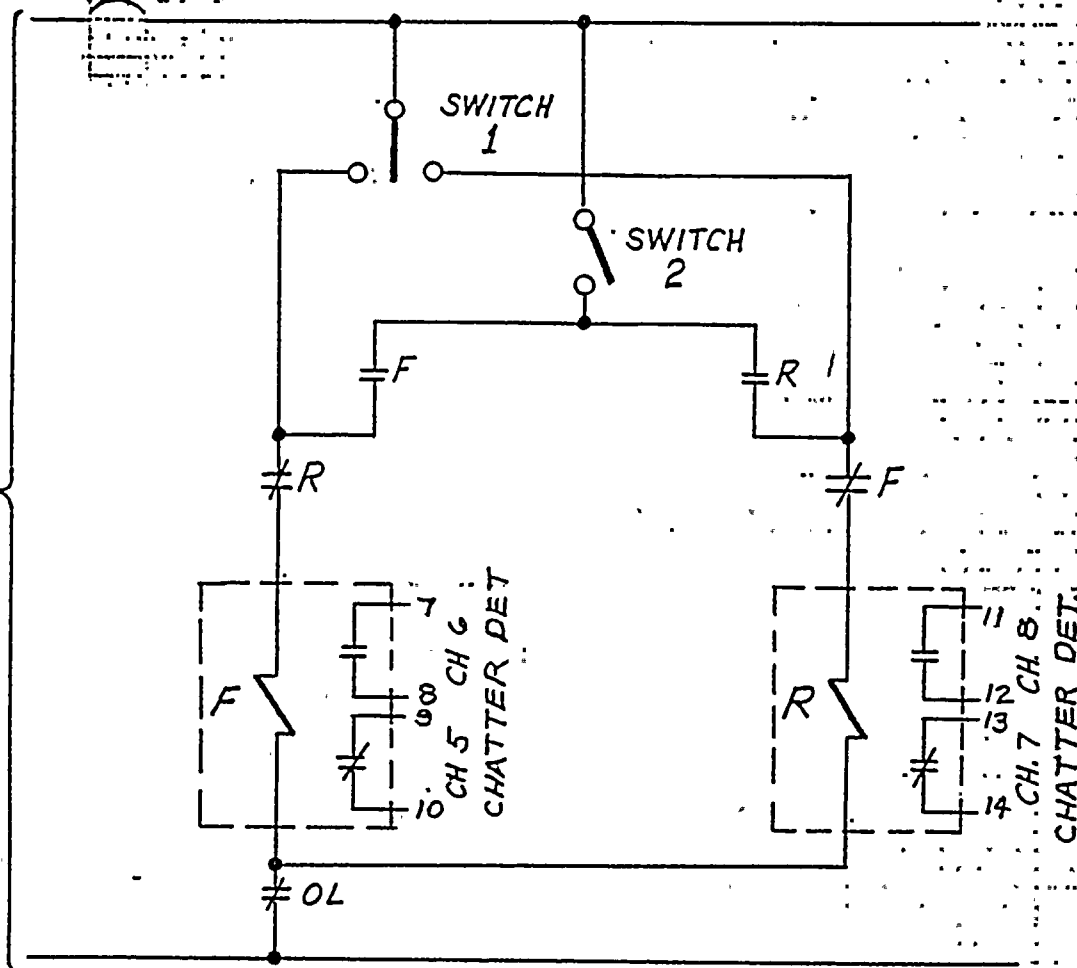 SWITCH
1
SWITCH
2
F
R
R
F
F
7
8
9
10
CH 5 CH 6
CHATTER DET
R
11
12
13
14
CH. 7 CH. 8
CHATTER DET.
OL